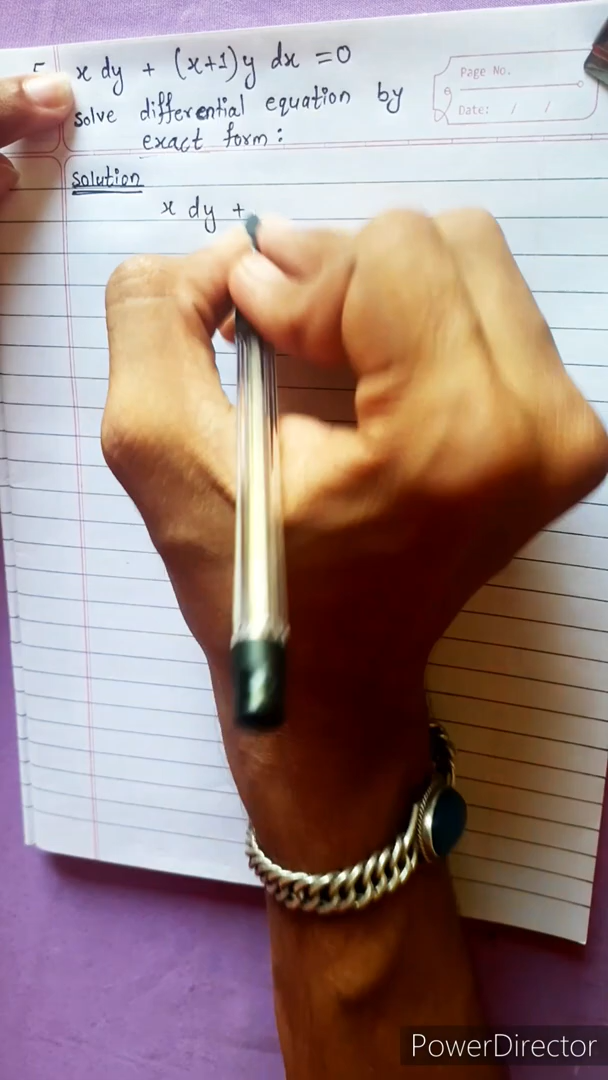 5 x dy + (x+1)y dx = 0
solve differential equation by
exact form:
Page No.
Date: / /
solution
x dy +
PowerDirector